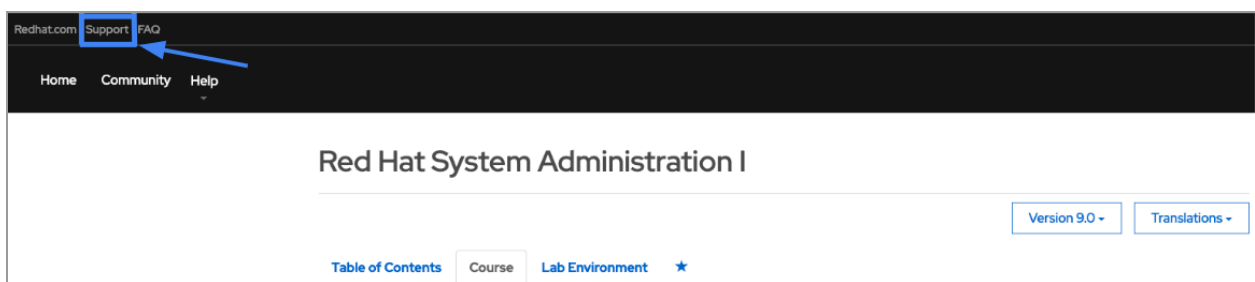 Redhat.com Support FAQ
Home Community Help
Red Hat System Administration I
Version 9.0 Translations
Table of Contents Course Lab Environment ★